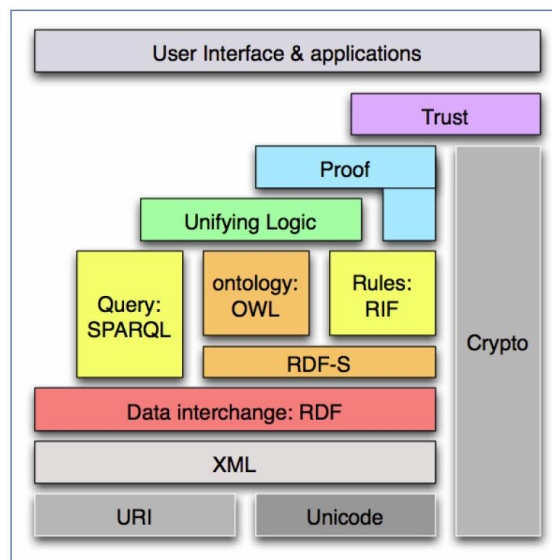 User Interface & applications
Trust
Proof
Unifying Logic
Query:
SPARQL
ontology:
OWL
Rules:
RIF
Crypto
RDF-S
Data interchange: RDF
XML
URI
Unicode